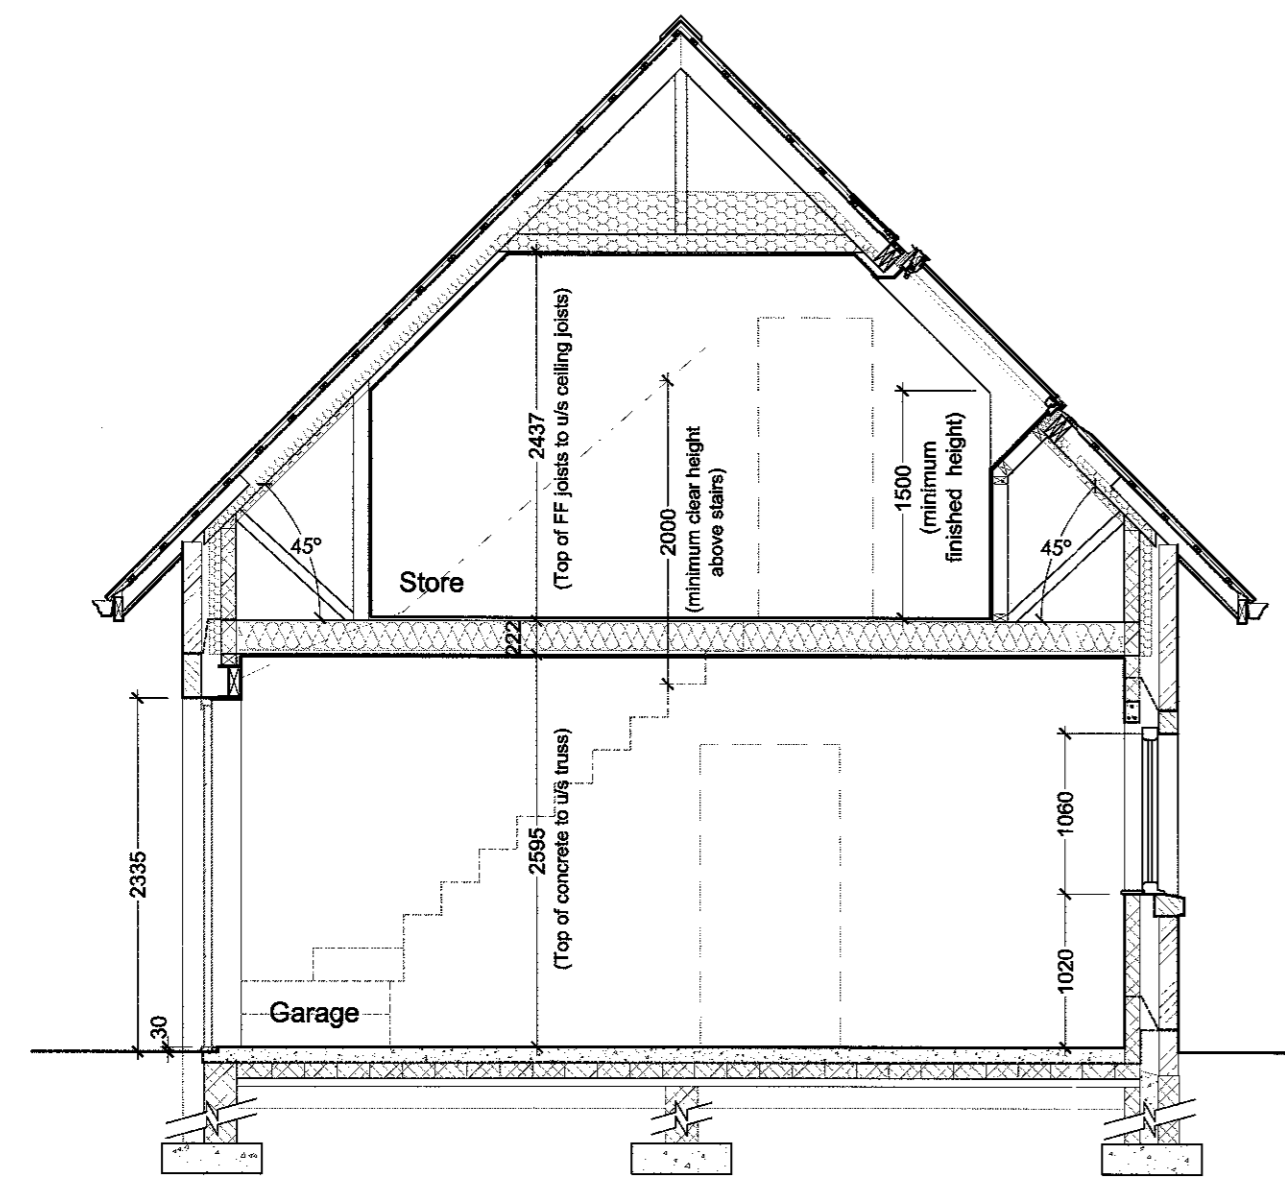 2437
(Top of FF joists to u/s ceiling joists)
2000
(minimum clear height
above stairs)
1500
(minimum
finished height)
45°
45°
Store
222
2335
30
2595
(Top of concrete to u/s truss)
1060
1020
Garage